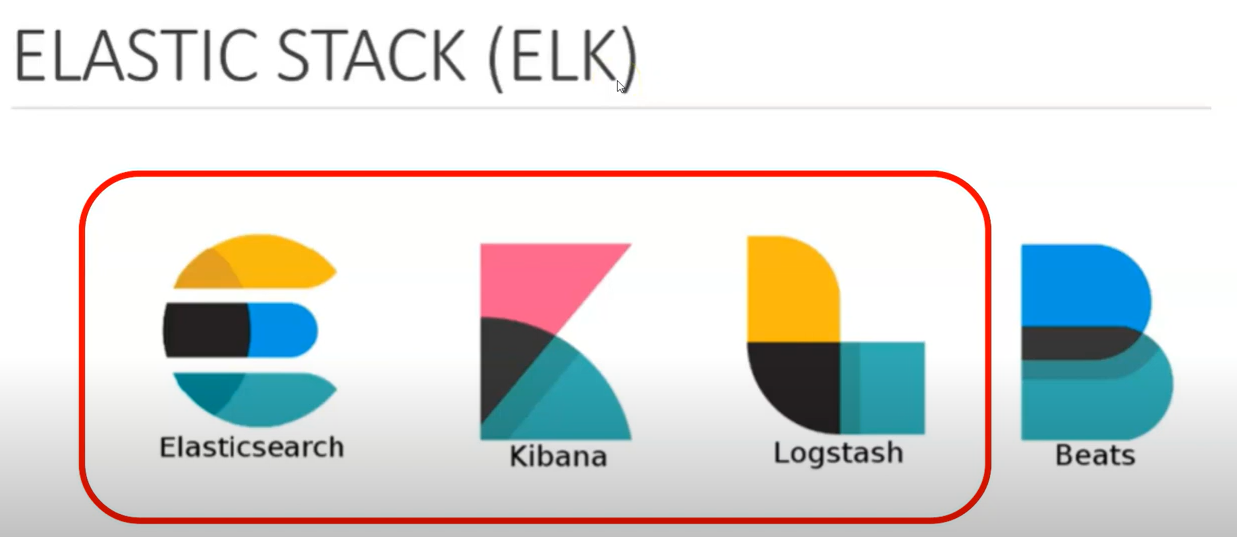 ELASTIC STACK (ELK)
Elasticsearch
Kibana
Logstash
Beats